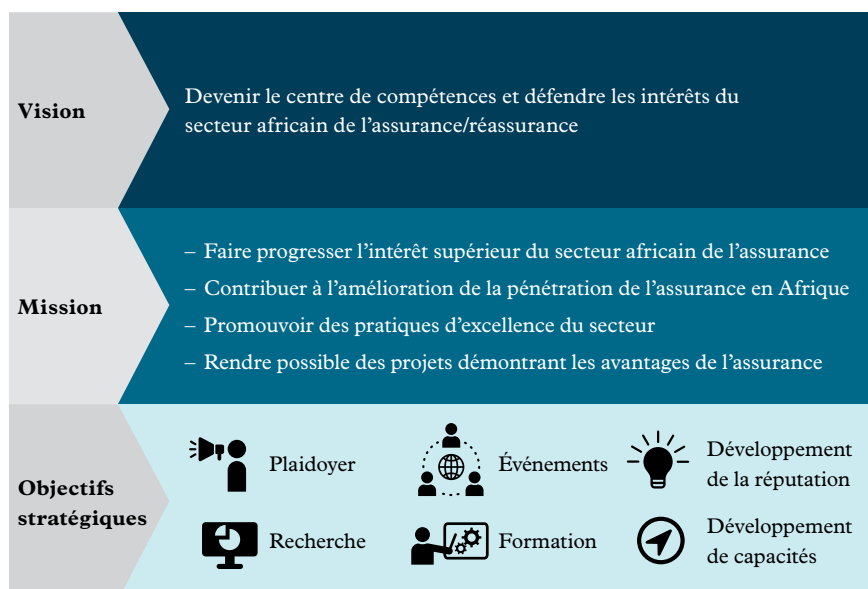 Vision
Devenir le centre de compétences et défendre les intérêts du
secteur africain de l’assurance/réassurance
Mission
– Faire progresser l’intérêt supérieur du secteur africain de l’assurance
– Contribuer à l’amélioration de la pénétration de l’assurance en Afrique
– Promouvoir des pratiques d’excellence du secteur
– Rendre possible des projets démontrant les avantages de l’assurance
Objectifs
stratégiques
Plaidoyer
Événements
Développement
de la réputation
Recherche
Formation
Développement
de capacités